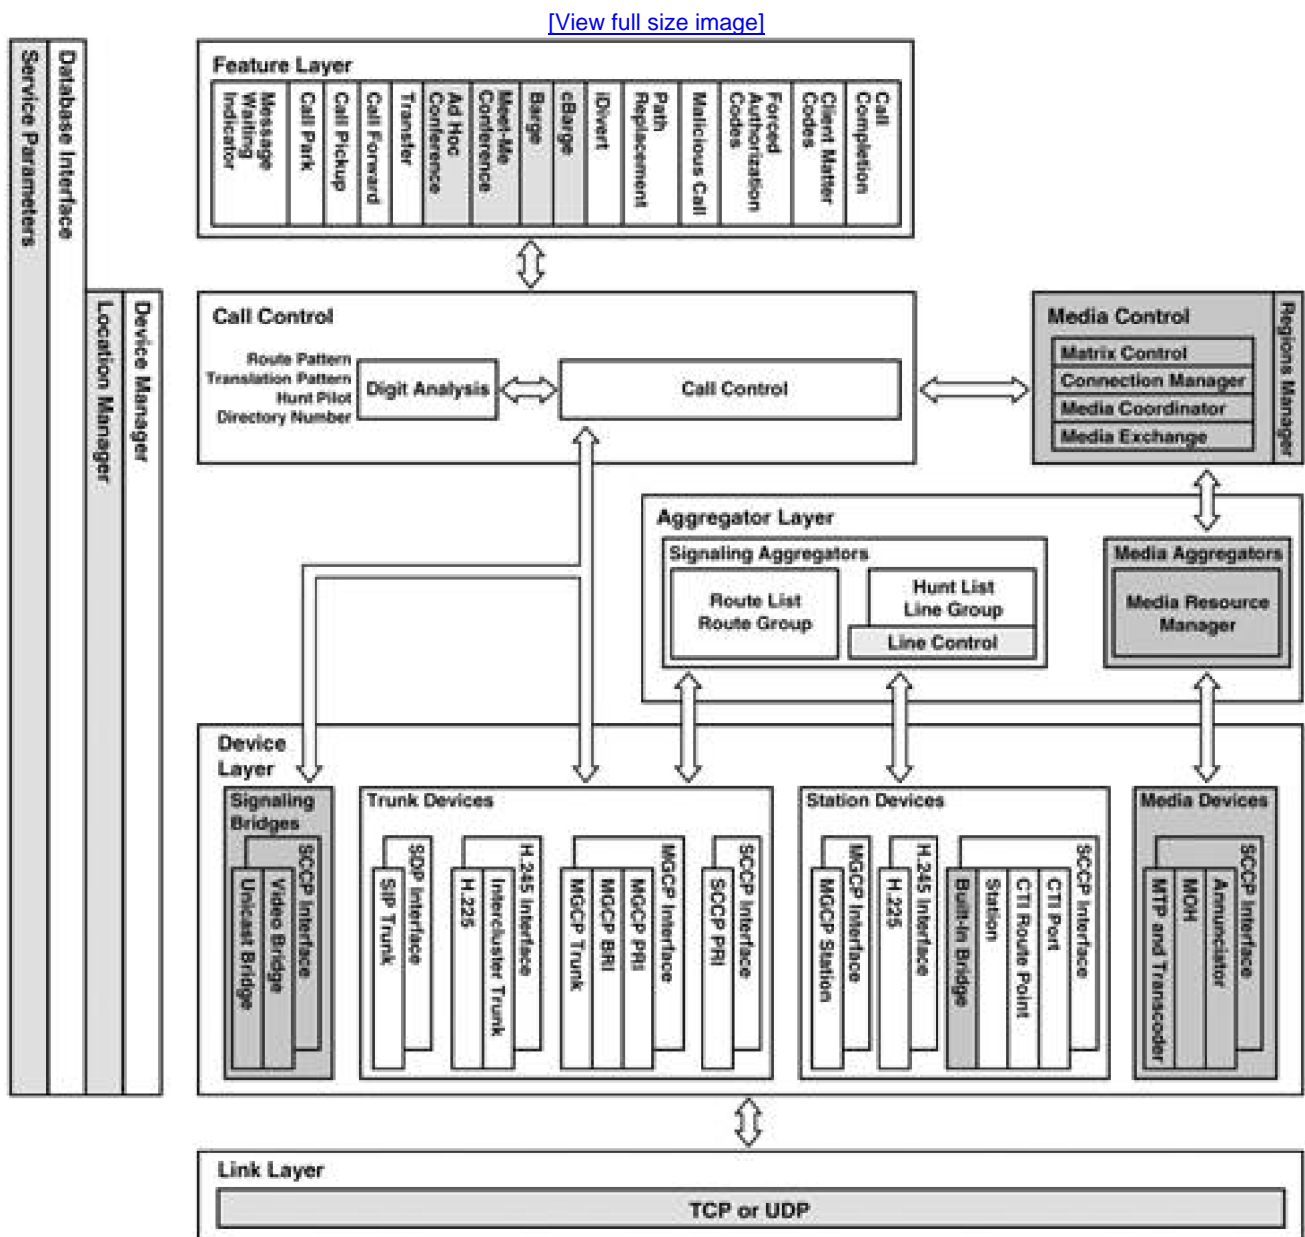 [View full size image]
Service Parameters
Database Interface
Location Manager
Device Manager
Feature Layer
Message
Waiting
Indicator
Call Park
Call Pickup
Call Forward
Transfer
Ad Hoc
Conference
Meet-Me
Conference
Barge
cBarge
iDivert
Path
Replacement
Malicious Call
Forced
Authorization
Codes
Client Matter
Codes
Call
Completion
Call Control
Route Pattern
Translation Pattern
Hunt Pilot
Directory Number
Digit Analysis
Call Control
Media Control
Matrix Control
Connection Manager
Media Coordinator
Media Exchange
Regions Manager
Aggregator Layer
Signaling Aggregators
Route List
Route Group
Hunt List
Line Group
Line Control
Media Aggregators
Media Resource
Manager
Device
Layer
Signaling
Bridges
SCCP Interface
Video Bridge
Unicast Bridge
Trunk Devices
SDP Interface
SIP Trunk
H.245 Interface
Intercluster Trunk
H.225
MGCP Interface
MGCP PRI
MGCP BRI
MGCP Trunk
SCCP Interface
SCCP PRI
Station Devices
MGCP Interface
MGCP Station
H.245 Interface
H.225
SCCP Interface
CTI Port
CTI Route Point
Station
Built-In Bridge
Media Devices
SCCP Interface
Annunciator
MOH
MTP and Transcoder
Link Layer
TCP or UDP